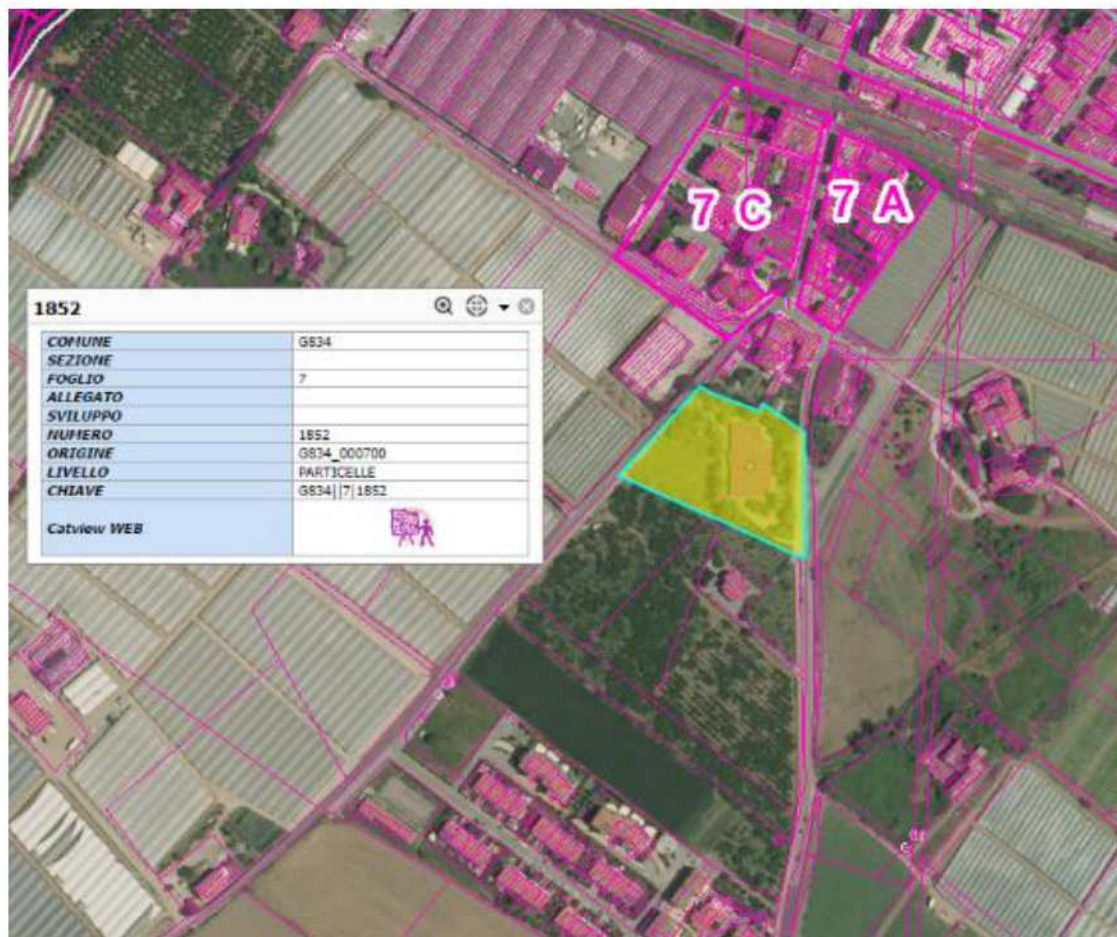 7 C
7 A
1852
COMUNE G834
SEZIONE
FOGLIO 7
ALLEGATO
SVILUPPO
NUMERO 1852
ORIGINE G834_000700
LIVELLO PARTICELLE
CHIAVE G834||7|1852
Catview WEB